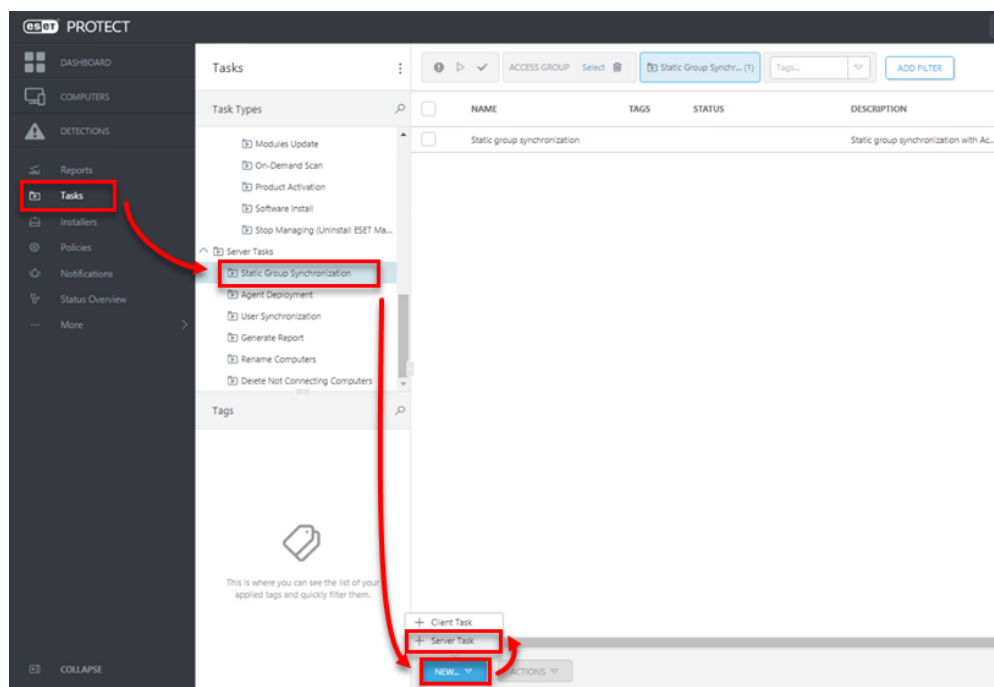 eset PROTECT
DASHBOARD
COMPUTERS
DETECTIONS
Reports
Tasks
Installers
Policies
Notifications
Status Overview
More
COLLAPSE
Tasks
Task Types
Modules Update
On-Demand Scan
Product Activation
Software Install
Stop Managing (Uninstall ESET Ma...
Server Tasks
Static Group Synchronization
Agent Deployment
User Synchronization
Generate Report
Rename Computers
Delete Not Connecting Computers
Tags
This is where you can see the list of your
applied tags and quickly filter them.
ACCESS GROUP Select
Static Group Synchr... (1)
Tags...
ADD FILTER
NAME TAGS STATUS DESCRIPTION
Static group synchronization Static group synchronization with Ac...
Client Task
Server Task
NEW...
ACTIONS